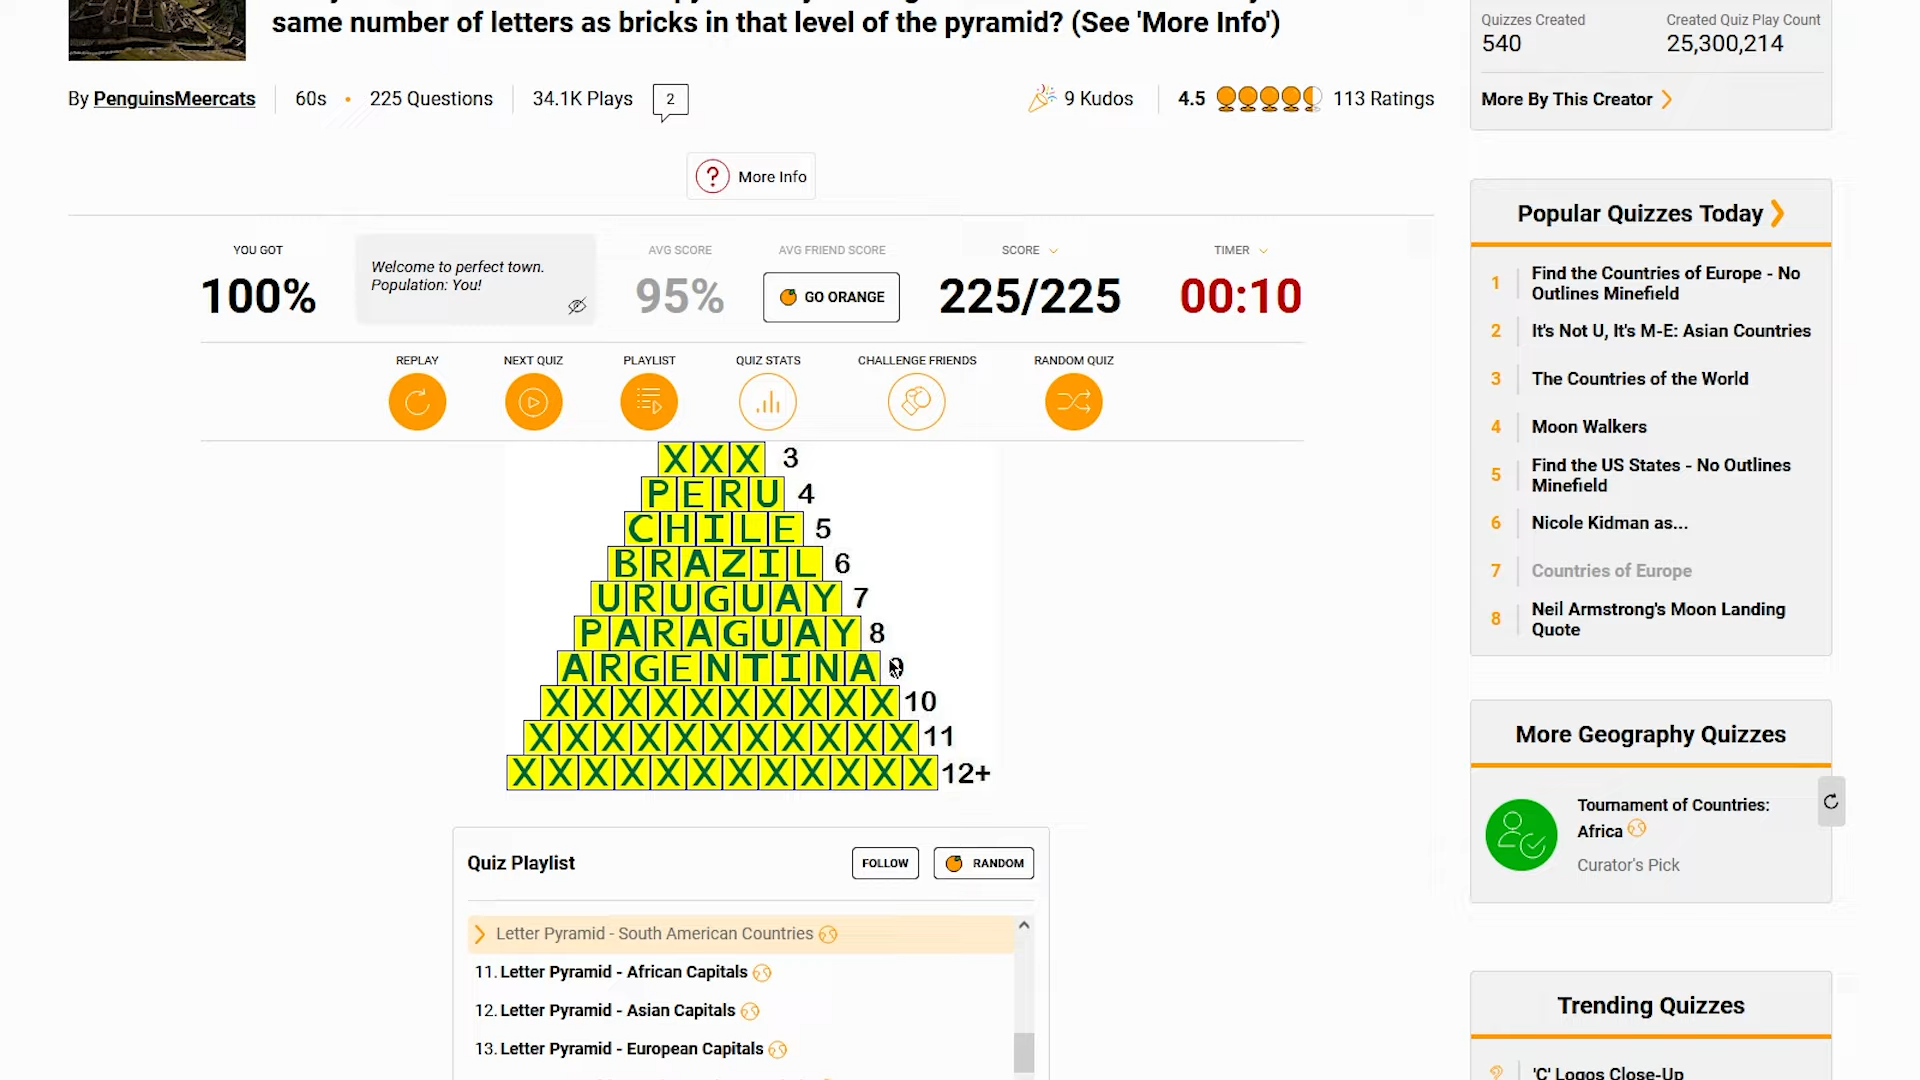 same number of letters as bricks in that level of the pyramid? (See 'More Info')
By PenguinsMeercats
60s • 225 Questions
34.1K Plays
2
9 Kudos
4.5
113 Ratings
? More Info
YOU GOT
100%
Welcome to perfect town.
Population: You!
AVG SCORE
95%
AVG FRIEND SCORE
GO ORANGE
SCORE
225/225
TIMER
00:10
REPLAY
NEXT QUIZ
PLAYLIST
QUIZ STATS
CHALLENGE FRIENDS
RANDOM QUIZ
XXX 3
PERU 4
CHILE 5
BRAZIL 6
URUGUAY 7
PARAGUAY 8
ARGENTINA
XXXXXXXXXX 10
XXXXXXXXXXX 11
XXXXXXXXXXXX 12+
Quiz Playlist
FOLLOW
RANDOM
Letter Pyramid - South American Countries
11. Letter Pyramid - African Capitals
12. Letter Pyramid - Asian Capitals
13. Letter Pyramid - European Capitals
Quizzes Created
540
Created Quiz Play Count
25,300,214
More By This Creator
Popular Quizzes Today
1 Find the Countries of Europe - No
Outlines Minefield
2 It's Not U, It's M-E: Asian Countries
3 The Countries of the World
4 Moon Walkers
5 Find the US States - No Outlines
Minefield
6 Nicole Kidman as...
7 Countries of Europe
8 Neil Armstrong's Moon Landing
Quote
More Geography Quizzes
Tournament of Countries:
Africa
Curator's Pick
Trending Quizzes
'C' Logos Close-Up